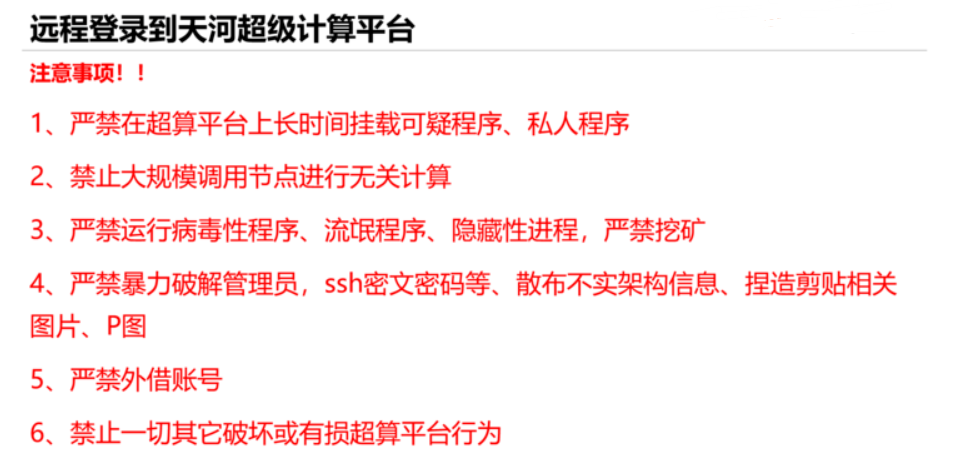 远程登录到天河超级计算平台
注意事项！！
1、严禁在超算平台上长时间挂载可疑程序、私人程序
2、禁止大规模调用节点进行无关计算
3、严禁运行病毒性程序、流氓程序、隐藏性进程，严禁挖矿
4、严禁暴力破解管理员，ssh密文密码等、散布不实架构信息、捏造剪贴相关
图片、P图
5、严禁外借账号
6、禁止一切其它破坏或有损超算平台行为